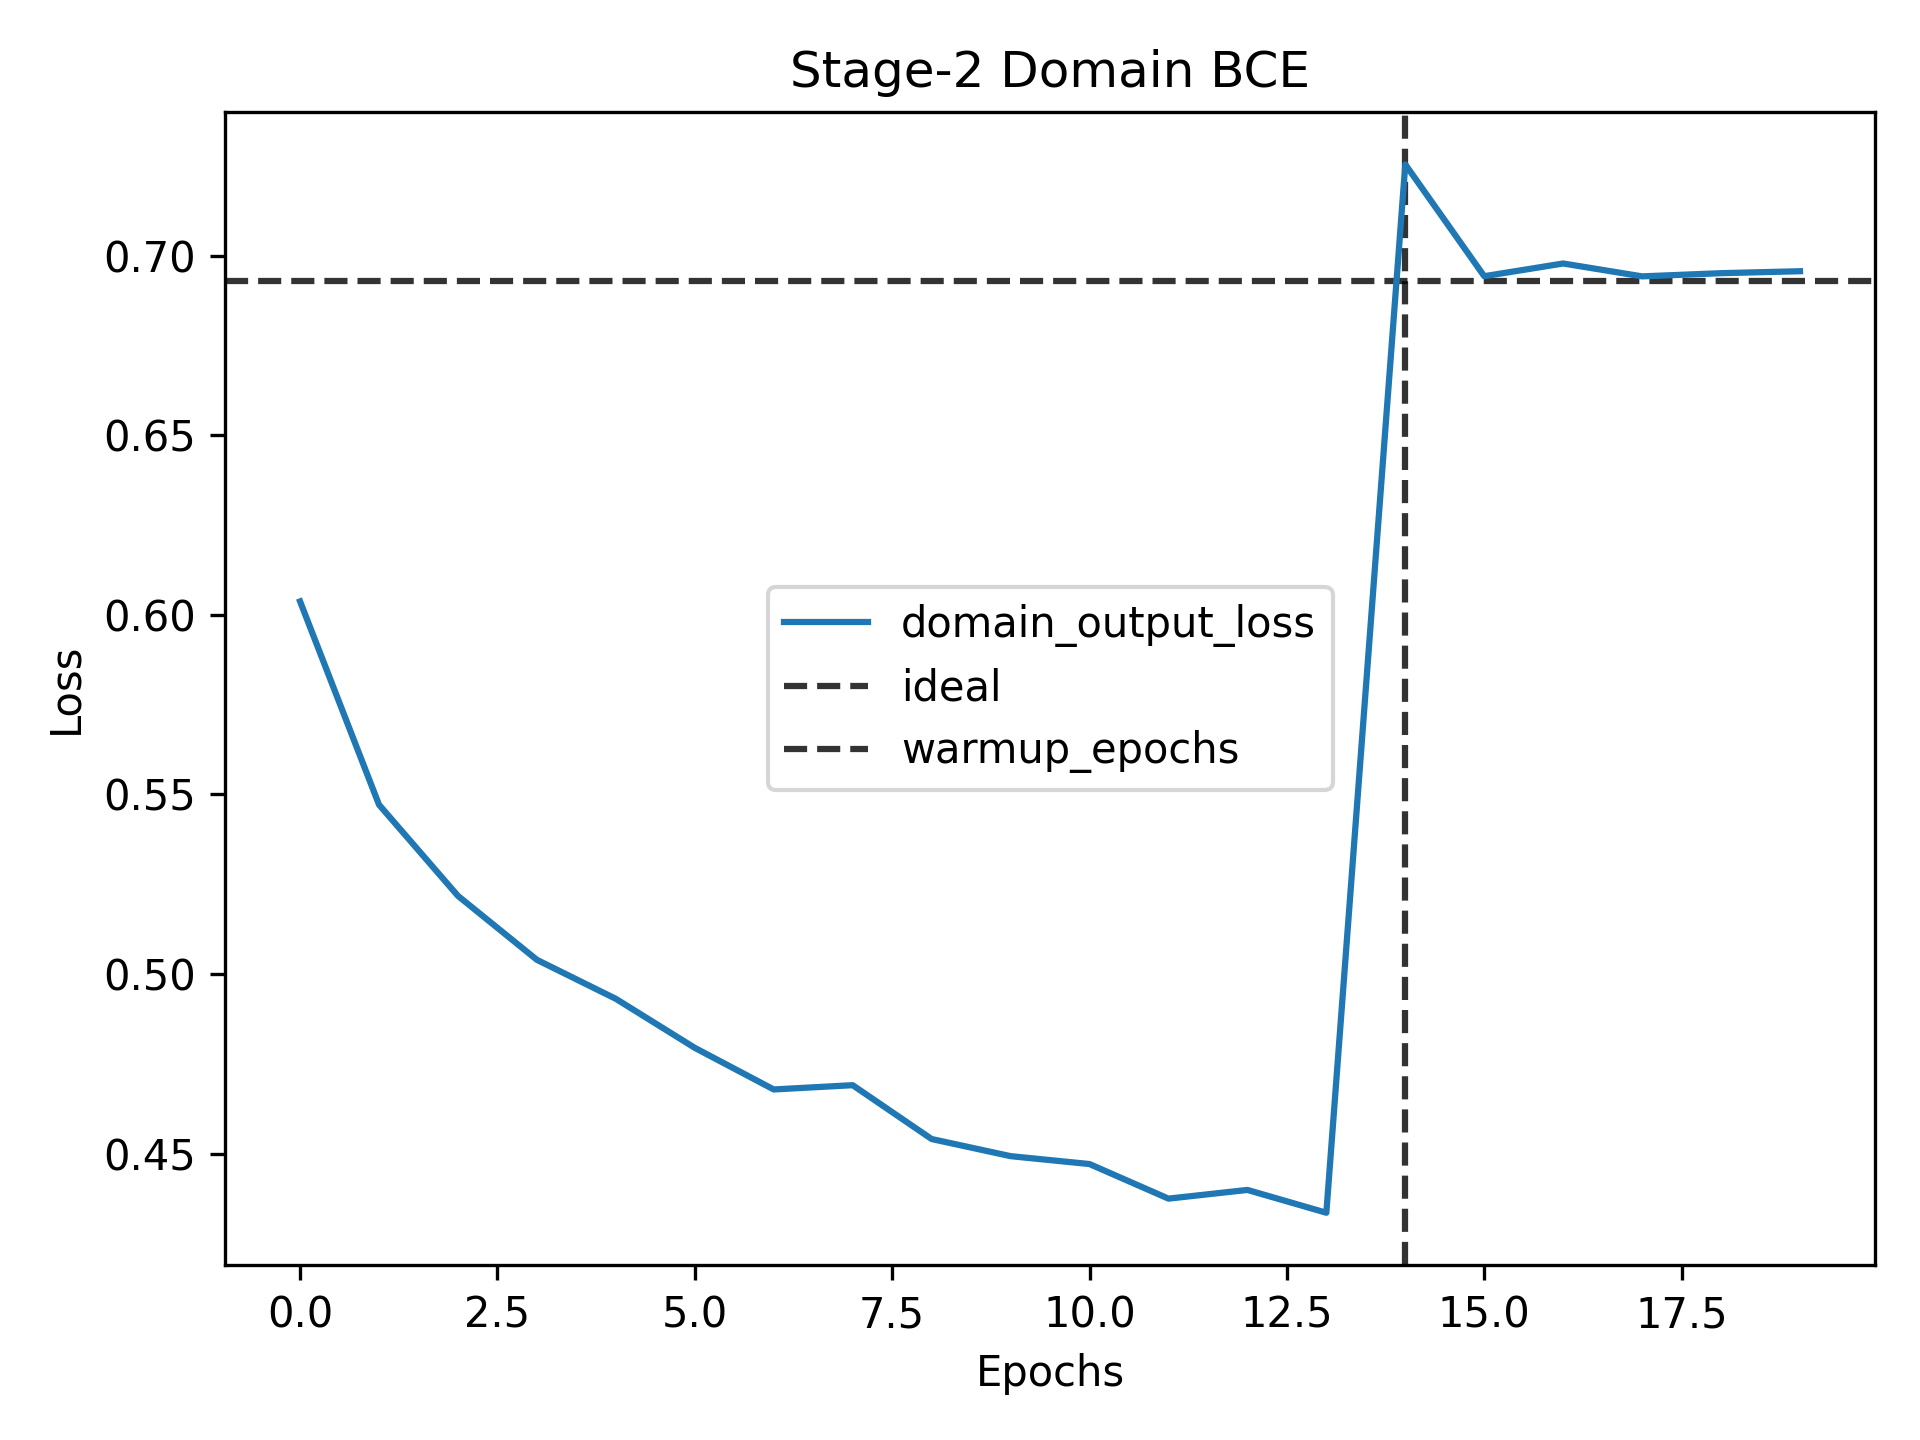 Stage-2 Domain BCE
Loss
0.70
0.65
0.60
0.55
0.50
0.45
domain_output_loss
ideal
warmup_epochs
0.0 2.5 5.0 7.5 10.0 12.5 15.0 17.5
Epochs